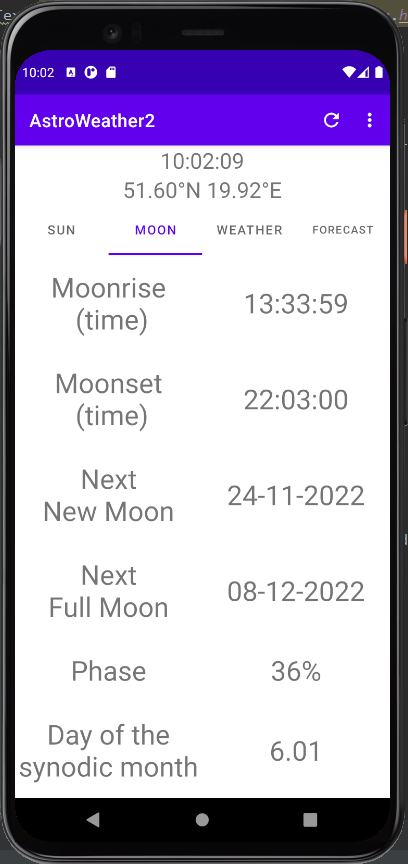 10:02
AstroWeather2
10:02:09
51.60°N 19.92°E
SUN MOON WEATHER FORECAST
Moonrise
(time)
13:33:59
Moonset
(time)
22:03:00
Next
New Moon
24-11-2022
Next
Full Moon
08-12-2022
Phase
36%
Day of the
synodic month
6.01